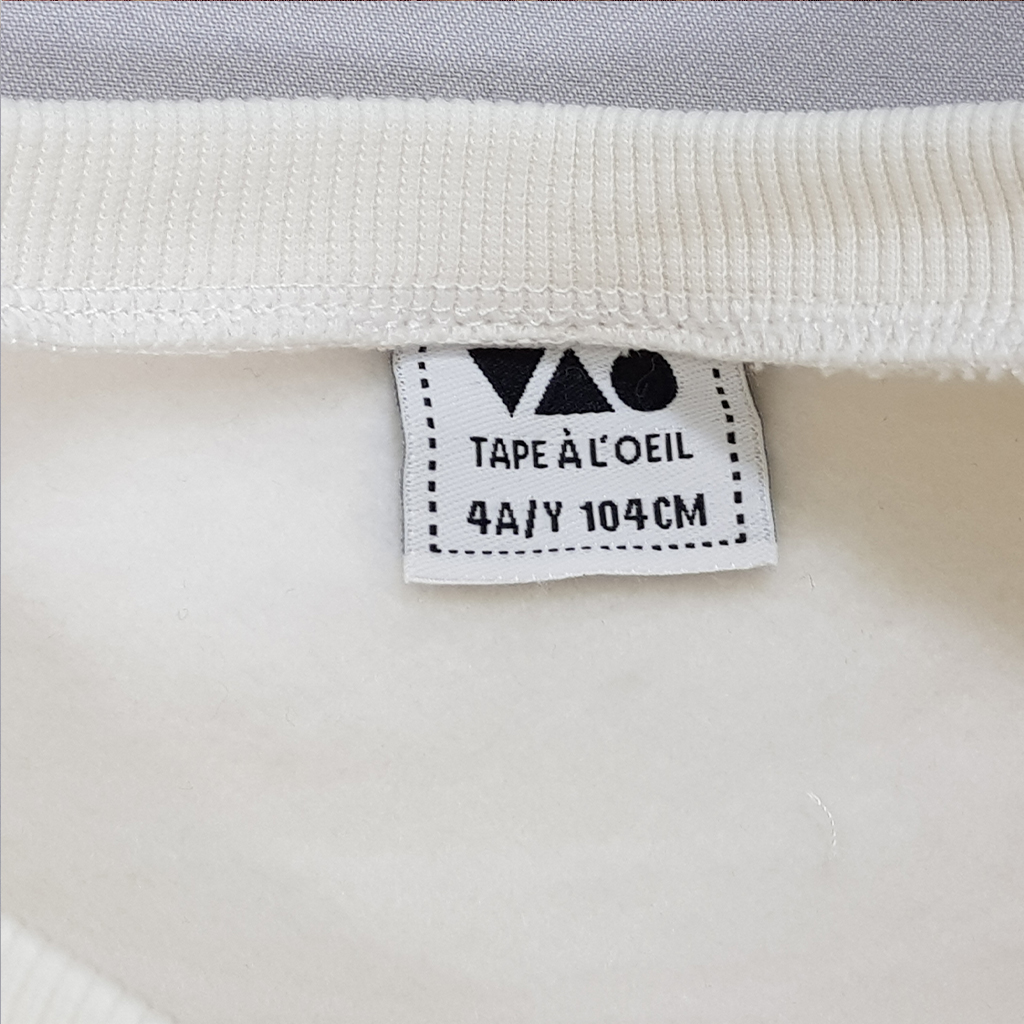 TAPE À L'OEIL
4A/Y 104CM